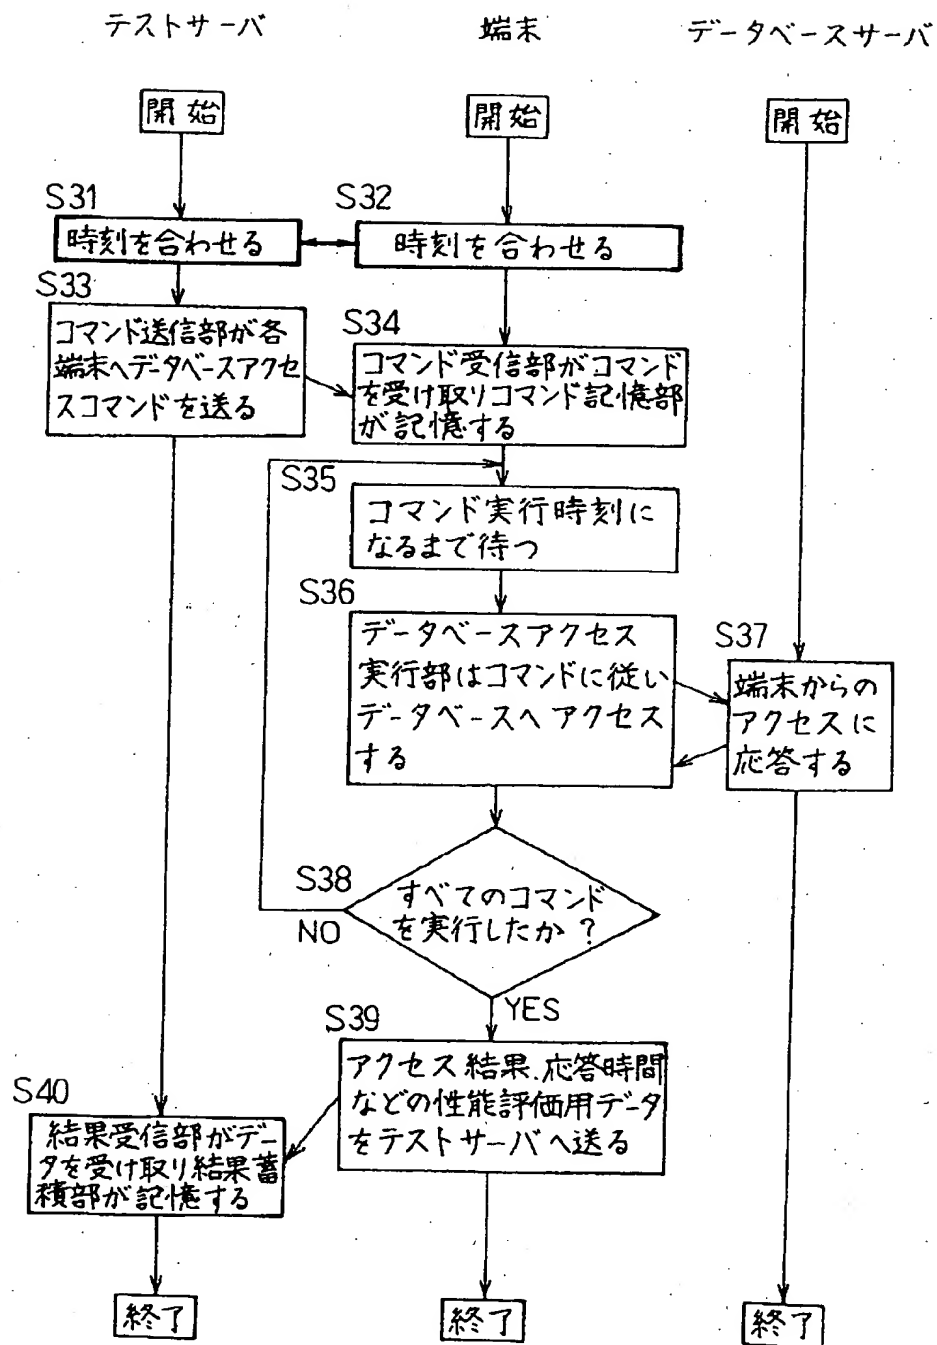 テストサーバ
端末
データベースサーバ
開始
開始
開始
S31
時刻を合わせる
S32
時刻を合わせる
S33
コマンド送信部が各
端末へデータベースアクセ
スコマンドを送る
S34
コマンド受信部がコマンド
を受け取りコマンド記憶部
が記憶する
S35
コマンド実行時刻に
なるまで待つ
S36
データベースアクセス
実行部はコマンドに従い
データベースへアクセス
する
S37
端末からの
アクセスに
応答する
S38
すべてのコマンド
を実行したか?
NO
YES
S39
アクセス結果、応答時間
などの性能評価用データ
をテストサーバへ送る
S40
結果受信部がデー
タを受け取り結果蓄
積部が記憶する
終了
終了
終了